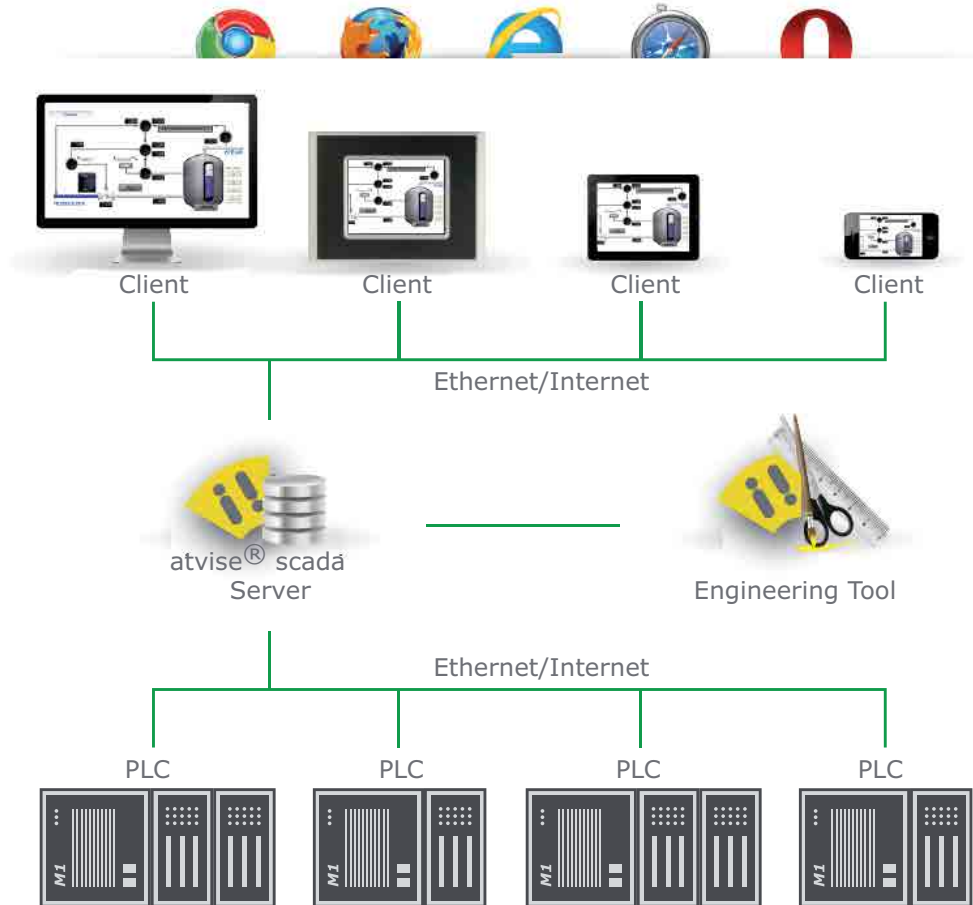 Client Client Client Client
Ethernet/Internet
atvise® scada
Server
Engineering Tool
Ethernet/Internet
PLC PLC PLC PLC
M1 M1 M1 M1